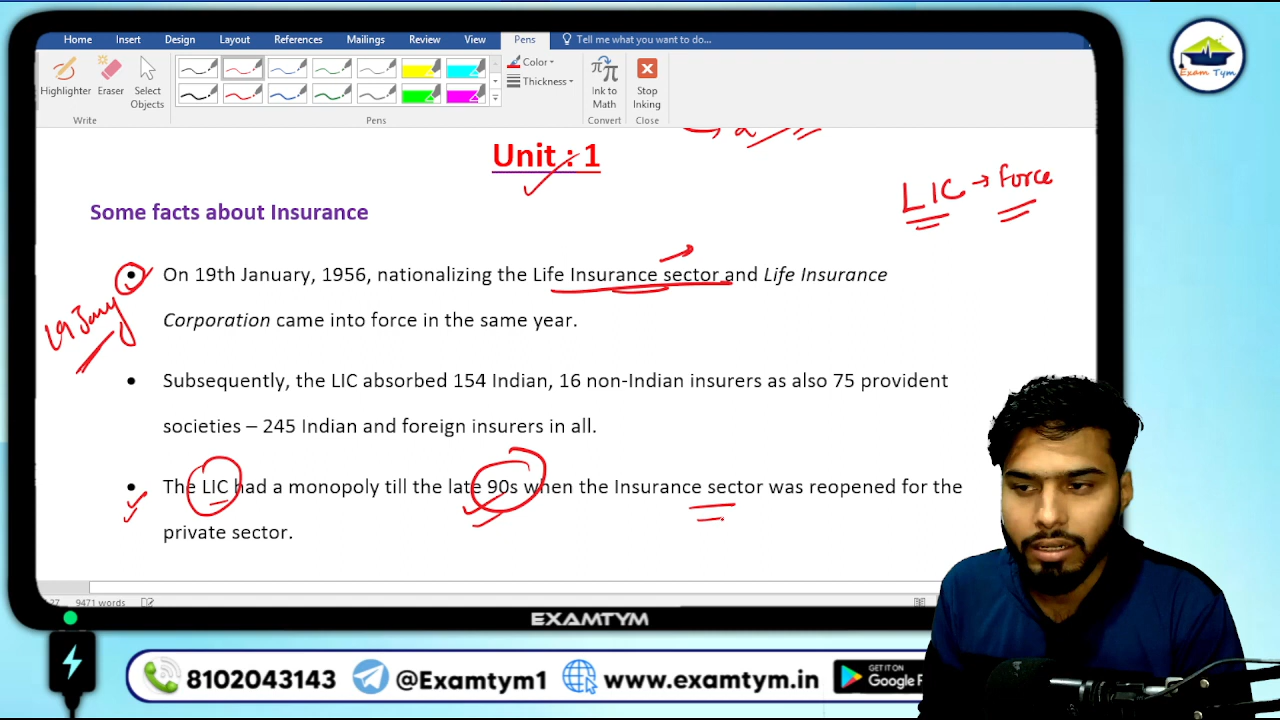 Home Insert Design Layout References Mailings Review View Pens Tell me what you want to do...
Highlighter Eraser Select Objects Color Thickness Ink to Math Stop Inking
Write Pens Convert Close
Unit : 1
LIC → force
Some facts about Insurance
• On 19th January, 1956, nationalizing the Life Insurance sector and Life Insurance
19 Jany
Corporation came into force in the same year.
• Subsequently, the LIC absorbed 154 Indian, 16 non-Indian insurers as also 75 provident
societies – 245 Indian and foreign insurers in all.
• The LIC had a monopoly till the late 90s when the Insurance sector was reopened for the
private sector.
9471 words
EXAMTYM
8102043143 @Examtym1 www.examtym.in GET IT ON Google
Exam Tym